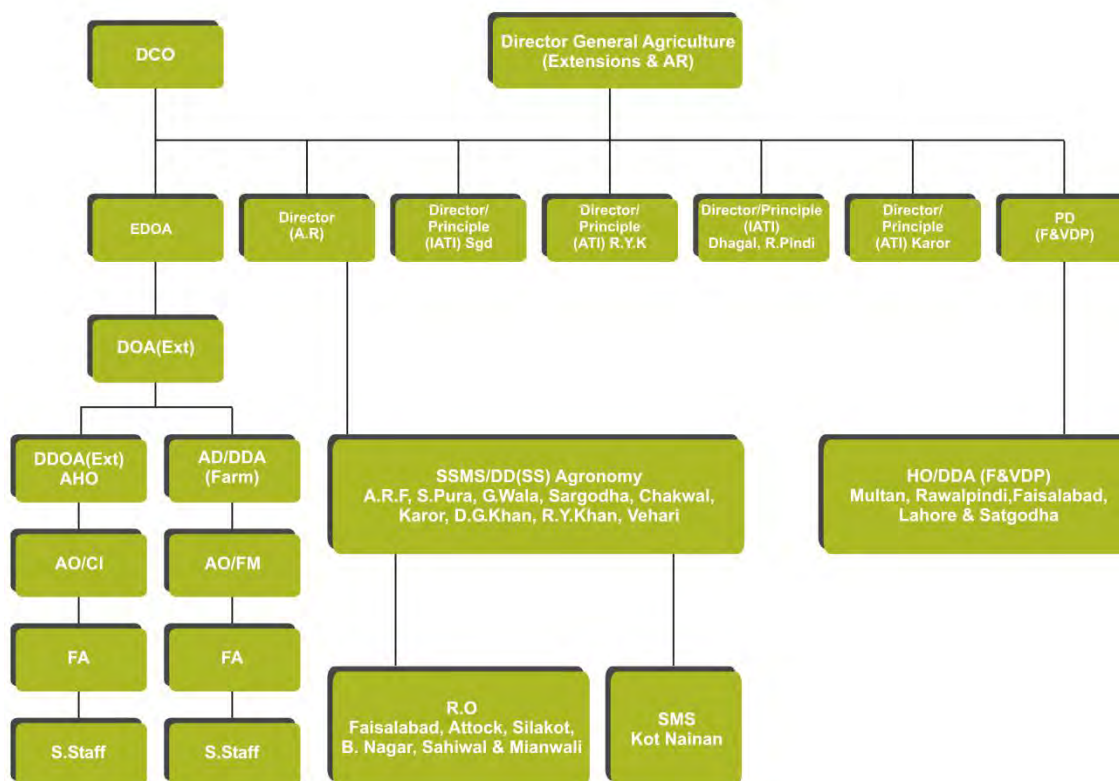 DCO
Director General Agriculture
(Extensions & AR)
EDOA
Director
(A.R)
Director/
Principle
(IATI) Sgd
Director/
Principle
(ATI) R.Y.K
Director/Principle
(IATI)
Dhagal, R.PIndi
Director/
Principle
(ATI) Karor
PD
(F&VDP)
DOA(Ext)
DDOA(Ext)
AHO
AD/DDA
(Farm)
SSMS/DD(SS) Agronomy
A.R.F, S.Pura, G.Wala, Sargodha, Chakwal,
Karor, D.G.Khan, R.Y.Khan, Vehari
HO/DDA (F&VDP)
Multan, Rawalpindi,Faisalabad,
Lahore & Satgodha
AO/CI
AO/FM
FA
FA
R.O
Faisalabad, Attock, Silakot,
B. Nagar, Sahiwal & Mianwali
SMS
Kot Nainan
S.Staff
S.Staff